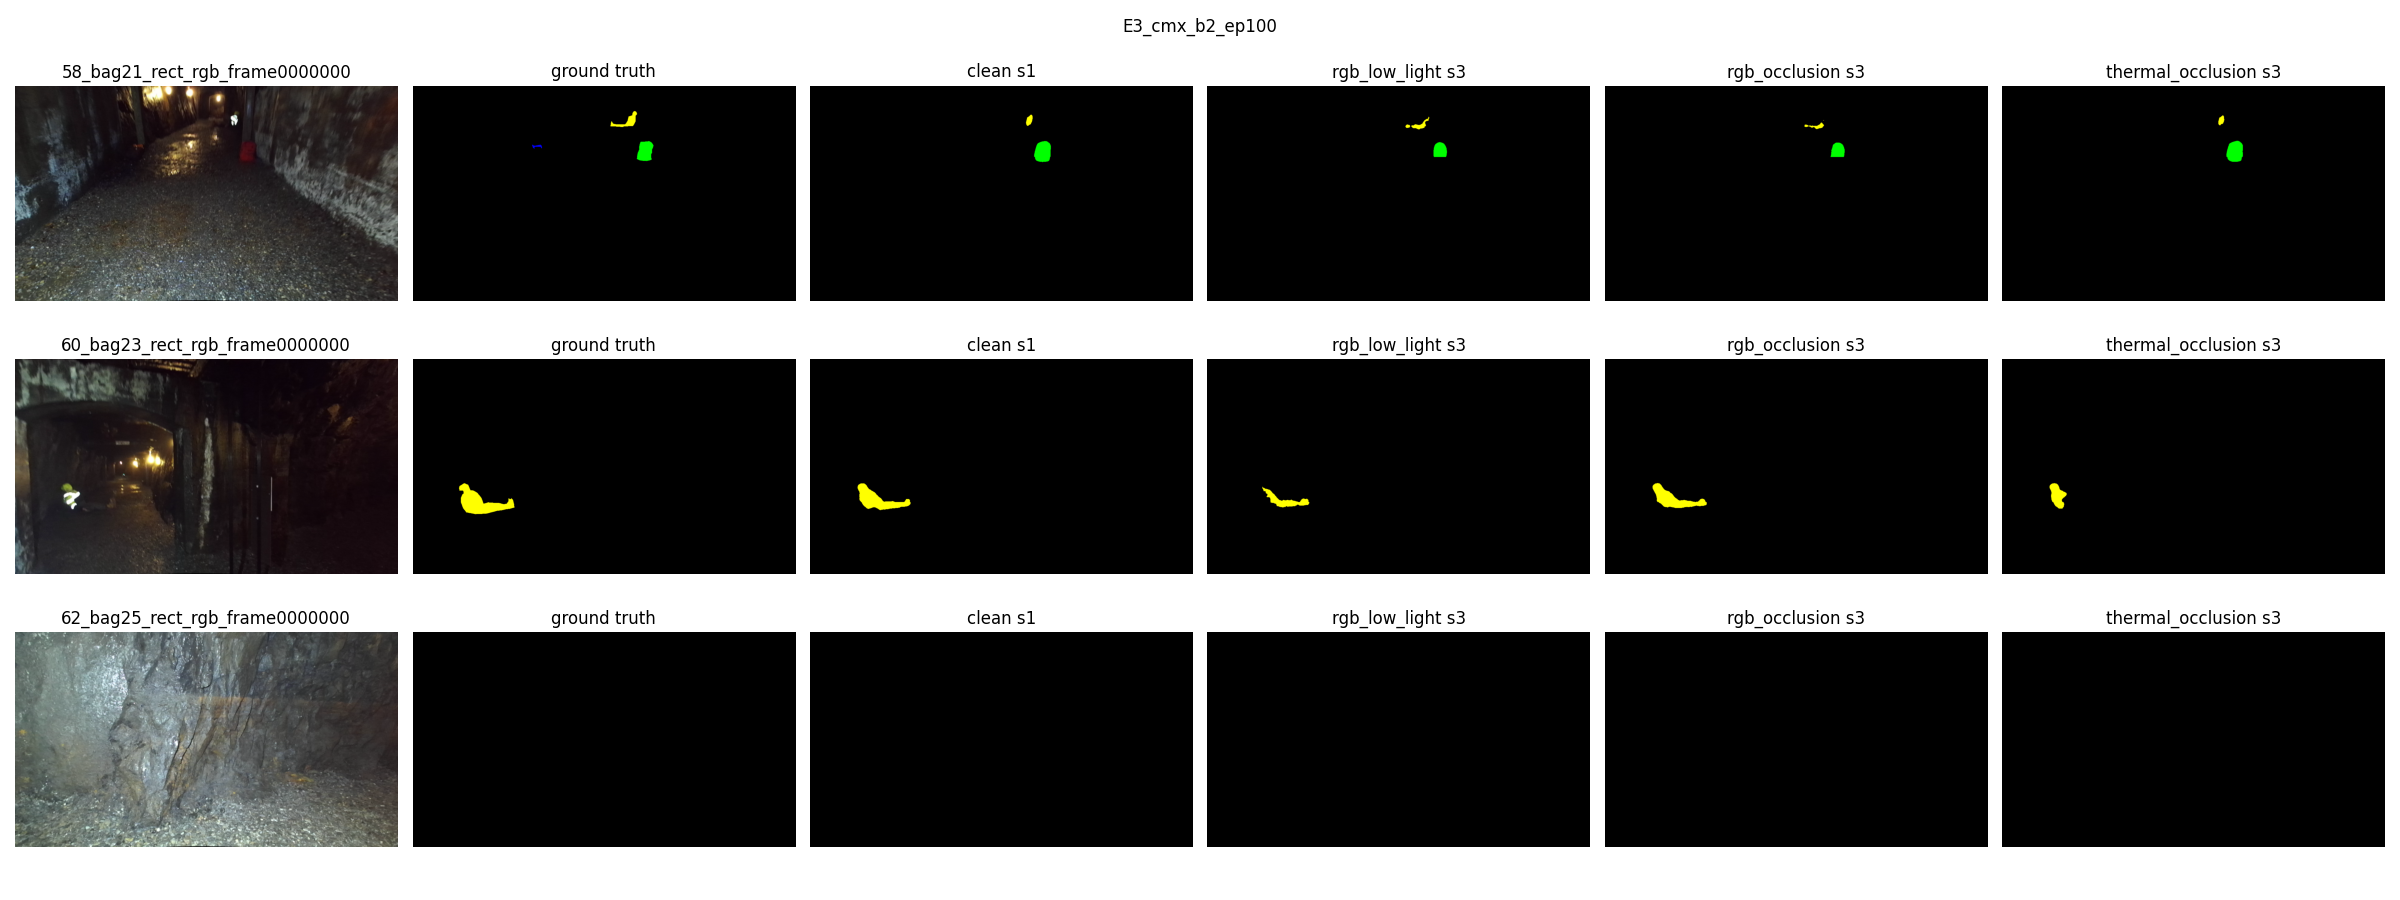 E3_cmx_b2_ep100
58_bag21_rect_rgb_frame0000000
ground truth
clean s1
rgb_low_light s3
rgb_occlusion s3
thermal_occlusion s3
60_bag23_rect_rgb_frame0000000
ground truth
clean s1
rgb_low_light s3
rgb_occlusion s3
thermal_occlusion s3
62_bag25_rect_rgb_frame0000000
ground truth
clean s1
rgb_low_light s3
rgb_occlusion s3
thermal_occlusion s3